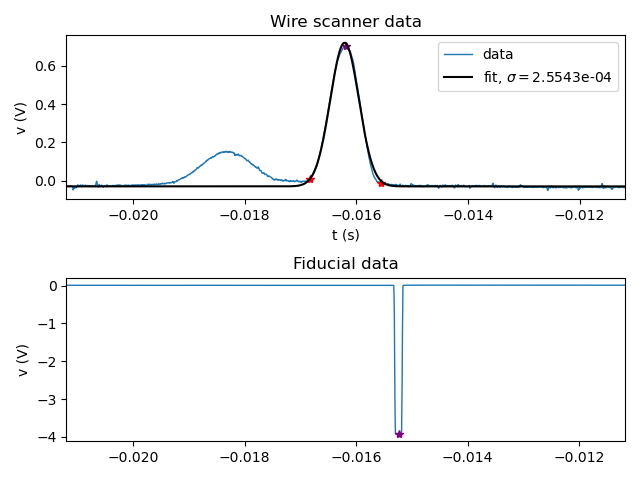 Wire scanner data
data
fit, σ = 2.5543e-04
v (V)
0.6
0.4
0.2
0.0
−0.020 −0.018 −0.016 −0.014 −0.012
t (s)
Fiducial data
v (V)
0
−1
−2
−3
−4
−0.020 −0.018 −0.016 −0.014 −0.012